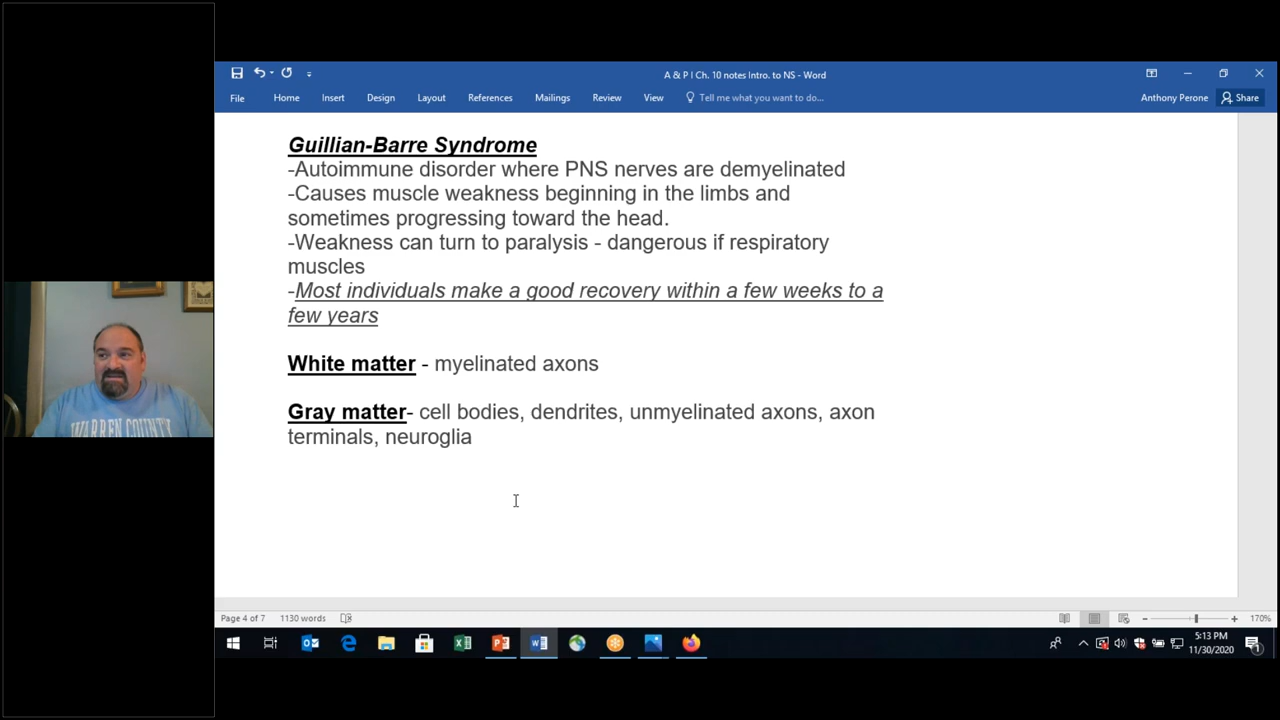 A & P I Ch. 10 notes Intro. to NS - Word
File Home Insert Design Layout References Mailings Review View Tell me what you want to do... Anthony Perone Share
Guillian-Barre Syndrome
-Autoimmune disorder where PNS nerves are demyelinated
-Causes muscle weakness beginning in the limbs and
sometimes progressing toward the head.
-Weakness can turn to paralysis - dangerous if respiratory
muscles
-Most individuals make a good recovery within a few weeks to a
few years
White matter - myelinated axons
Gray matter- cell bodies, dendrites, unmyelinated axons, axon
terminals, neuroglia
WARREN COUNTY
Page 4 of 7 1130 words 170%
5:13 PM
11/30/2020